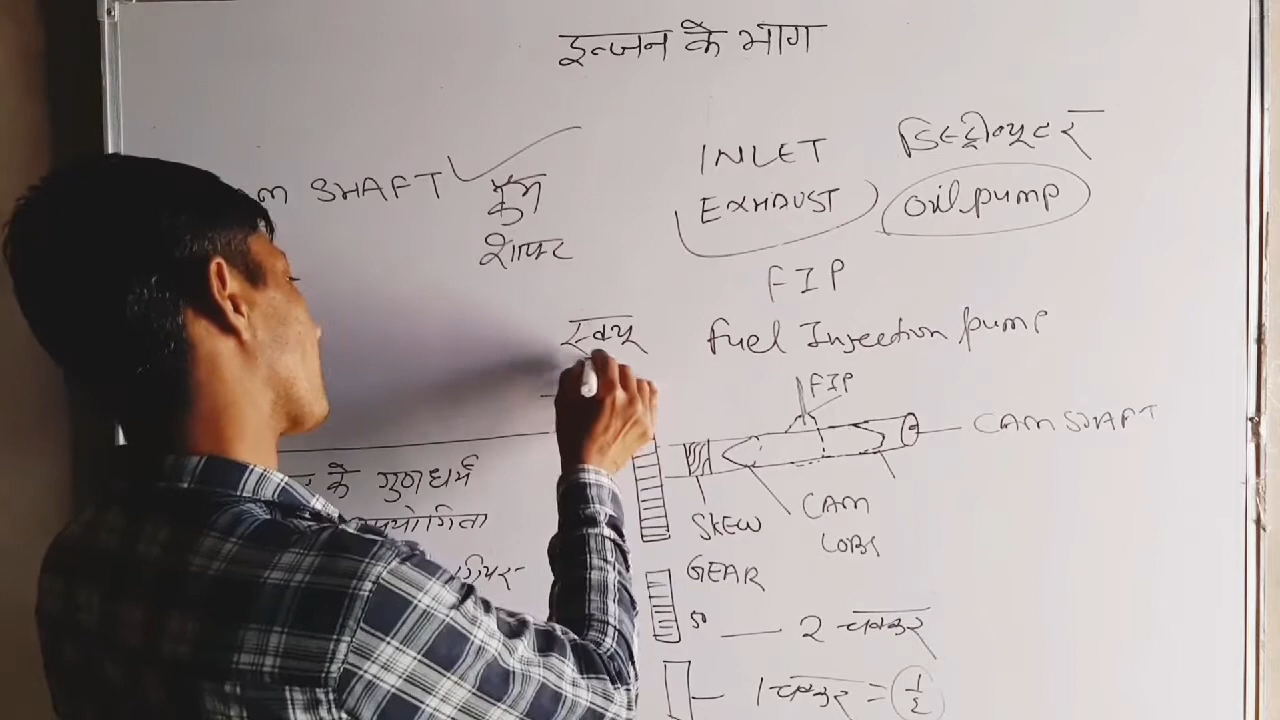 इन्जन के भाग
SHAFT
कैम
शाफ्ट
INLET
EXHAUST
डिस्ट्रीब्यूटर
Oil pump
FIP
Fuel Injection pump
स्क्यू
FIP
CAM SHAFT
CAM
LOBS
SKEW
GEAR
के गुणधर्म
50 — 2 चक्कर
1 चक्कर = 1/2